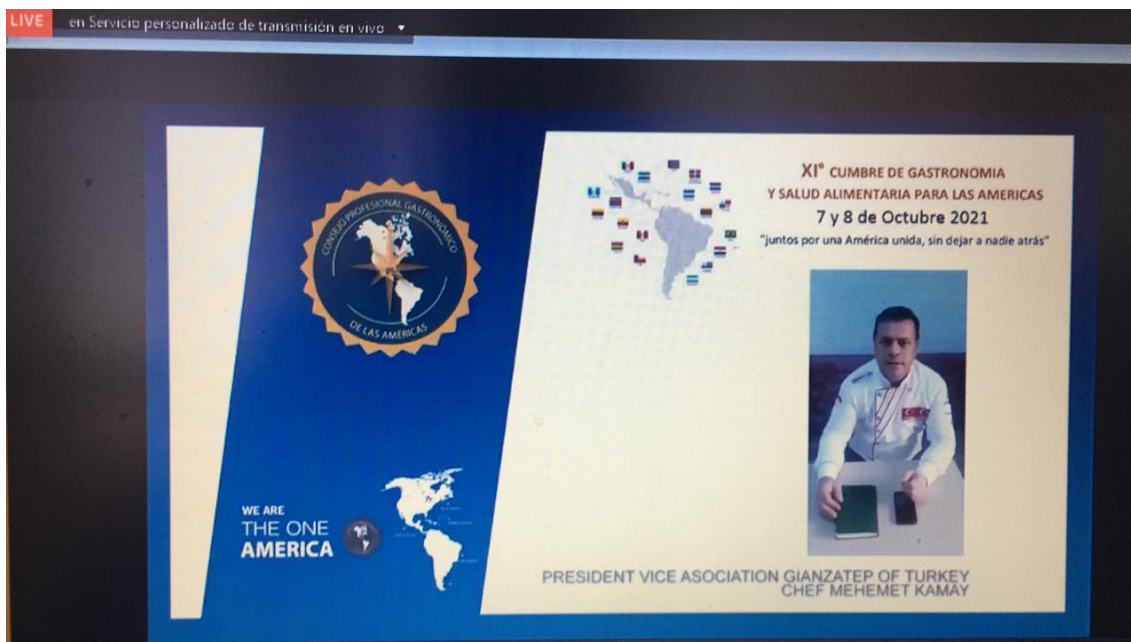 LIVE
en Servicio personalizado de transmisión en vivo
CONSEJO PROFESIONAL GASTRONÓMICO
DE LAS AMÉRICAS
XI° CUMBRE DE GASTRONOMIA
Y SALUD ALIMENTARIA PARA LAS AMERICAS
7 y 8 de Octubre 2021
"juntos por una América unida, sin dejar a nadie atrás"
WE ARE
THE ONE
AMERICA
PRESIDENT VICE ASOCIATION GIANZATEP OF TURKEY
CHEF MEHEMET KAMAY